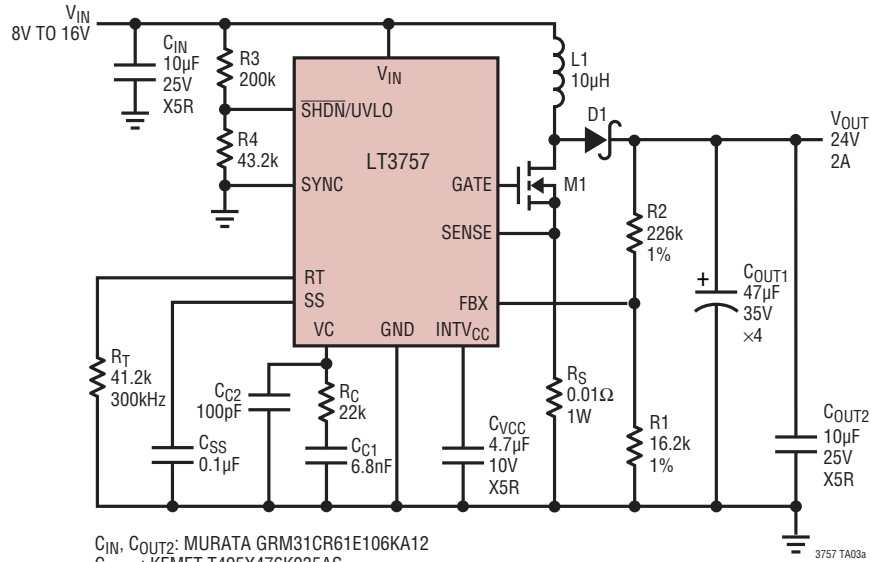 VIN
8V TO 16V
CIN
10µF
25V
X5R
R3
200k
R4
43.2k
VIN
SHDN/UVLO
LT3757
SYNC
GATE
SENSE
RT
SS
FBX
VC
GND
INTVCC
L1
10µH
D1
M1
VOUT
24V
2A
R2
226k
1%
+
COUT1
47µF
35V
×4
RT
41.2k
300kHz
CSS
0.1µF
CC2
100pF
RC
22k
CC1
6.8nF
CVCC
4.7µF
10V
X5R
RS
0.01Ω
1W
R1
16.2k
1%
COUT2
10µF
25V
X5R
CIN, COUT2: MURATA GRM31CR61E106KA12
3757 TA03a